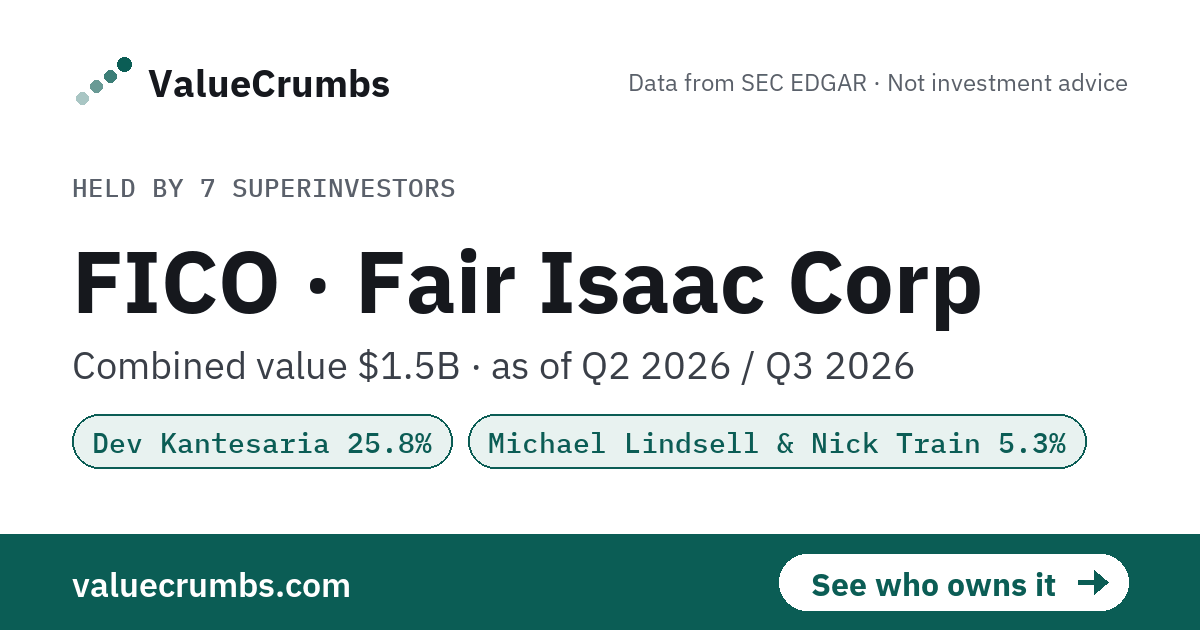 ValueCrumbs
Data from SEC EDGAR · Not investment advice
HELD BY 7 SUPERINVESTORS
FICO · Fair Isaac Corp
Combined value $1.5B · as of Q2 2026 / Q3 2026
Dev Kantesaria 25.8%
Michael Lindsell & Nick Train 5.3%
valuecrumbs.com
See who owns it →